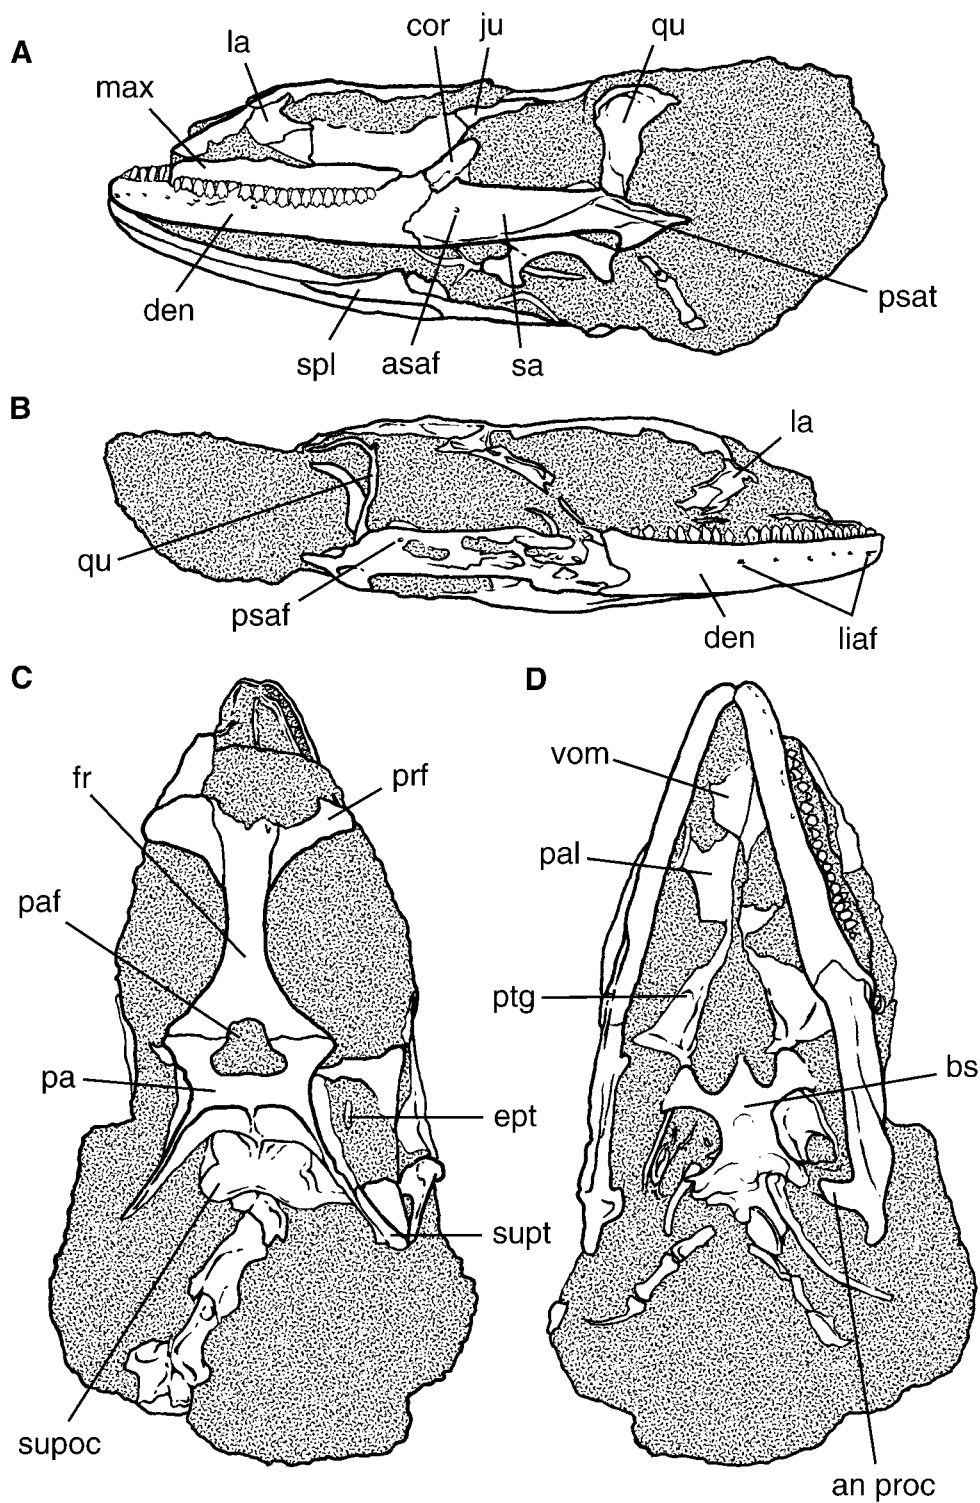 A
la
cor
ju
qu
max
den
spl
asaf
sa
psat
B
la
qu
psaf
den
liaf
C
D
fr
prf
vom
paf
pal
ptg
pa
bs
ept
supt
supoc
an proc